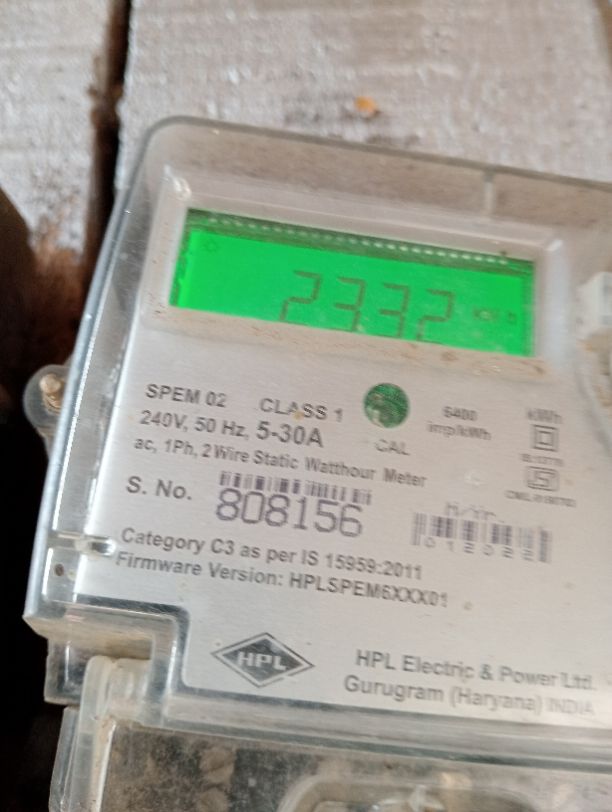 2332
SPEM 02 CLASS 1
240V, 50 Hz, 5-30A
ac, 1Ph, 2 Wire Static Watthour Meter
CAL
6400
imp/kWh
kWh
S. No. 808156
M/Yr.
012022
Category C3 as per IS 15959:2011
Firmware Version: HPLSPEM6XXX01
HPL
HPL Electric & Power Ltd.
Gurugram (Haryana) INDIA